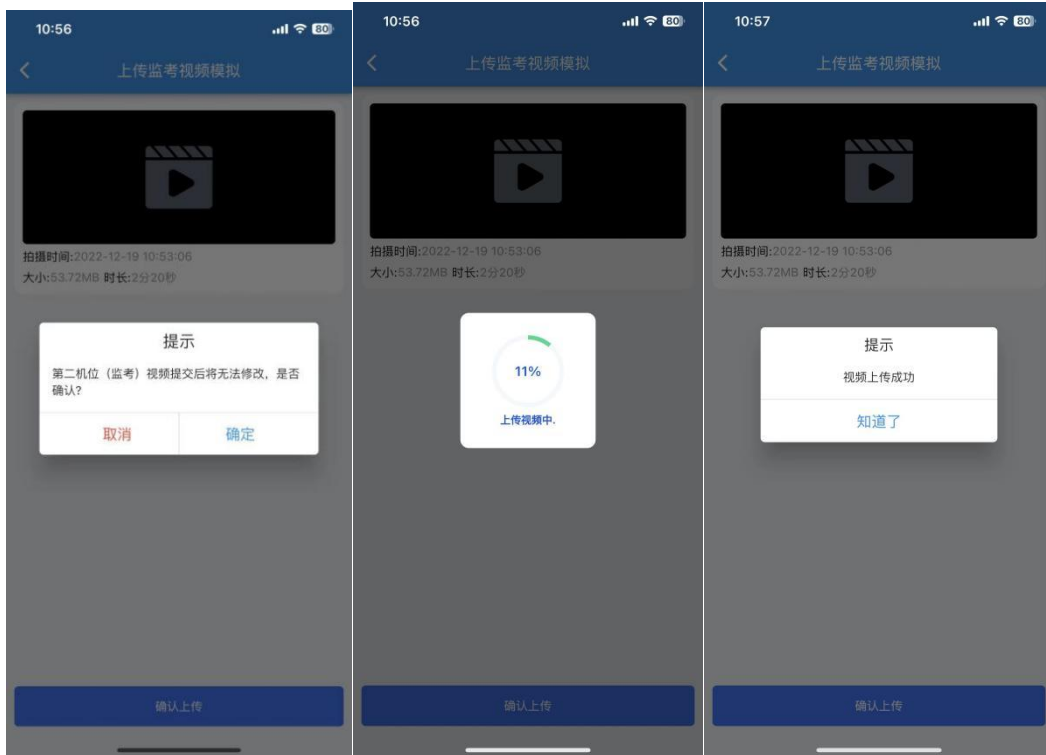 10:56
80
上传监考视频模拟
拍摄时间:2022-12-19 10:53:06
大小:53.72MB 时长:2分20秒
提示
第二机位（监考）视频提交后将无法修改，是否
确认？
取消 确定
确认上传
10:56
80
上传监考视频模拟
拍摄时间:2022-12-19 10:53:06
大小:53.72MB 时长:2分20秒
11%
上传视频中.
确认上传
10:57
80
上传监考视频模拟
拍摄时间:2022-12-19 10:53:06
大小:53.72MB 时长:2分20秒
提示
视频上传成功
知道了
确认上传